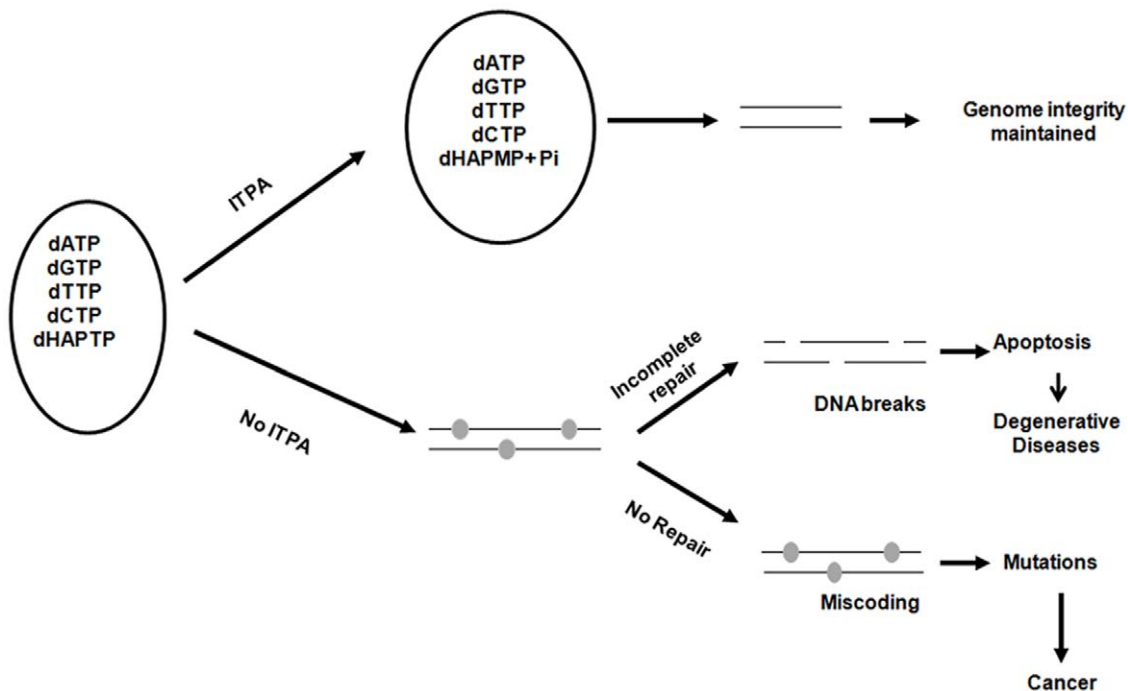 dATP
dGTP
dTTP
dCTP
dHAPMP+ Pi
Genome integrity
maintained
ITPA
dATP
dGTP
dTTP
dCTP
dHAPTP
No ITPA
Incomplete
repair
DNA breaks
Apoptosis
Degenerative
Diseases
No Repair
Miscoding
Mutations
Cancer